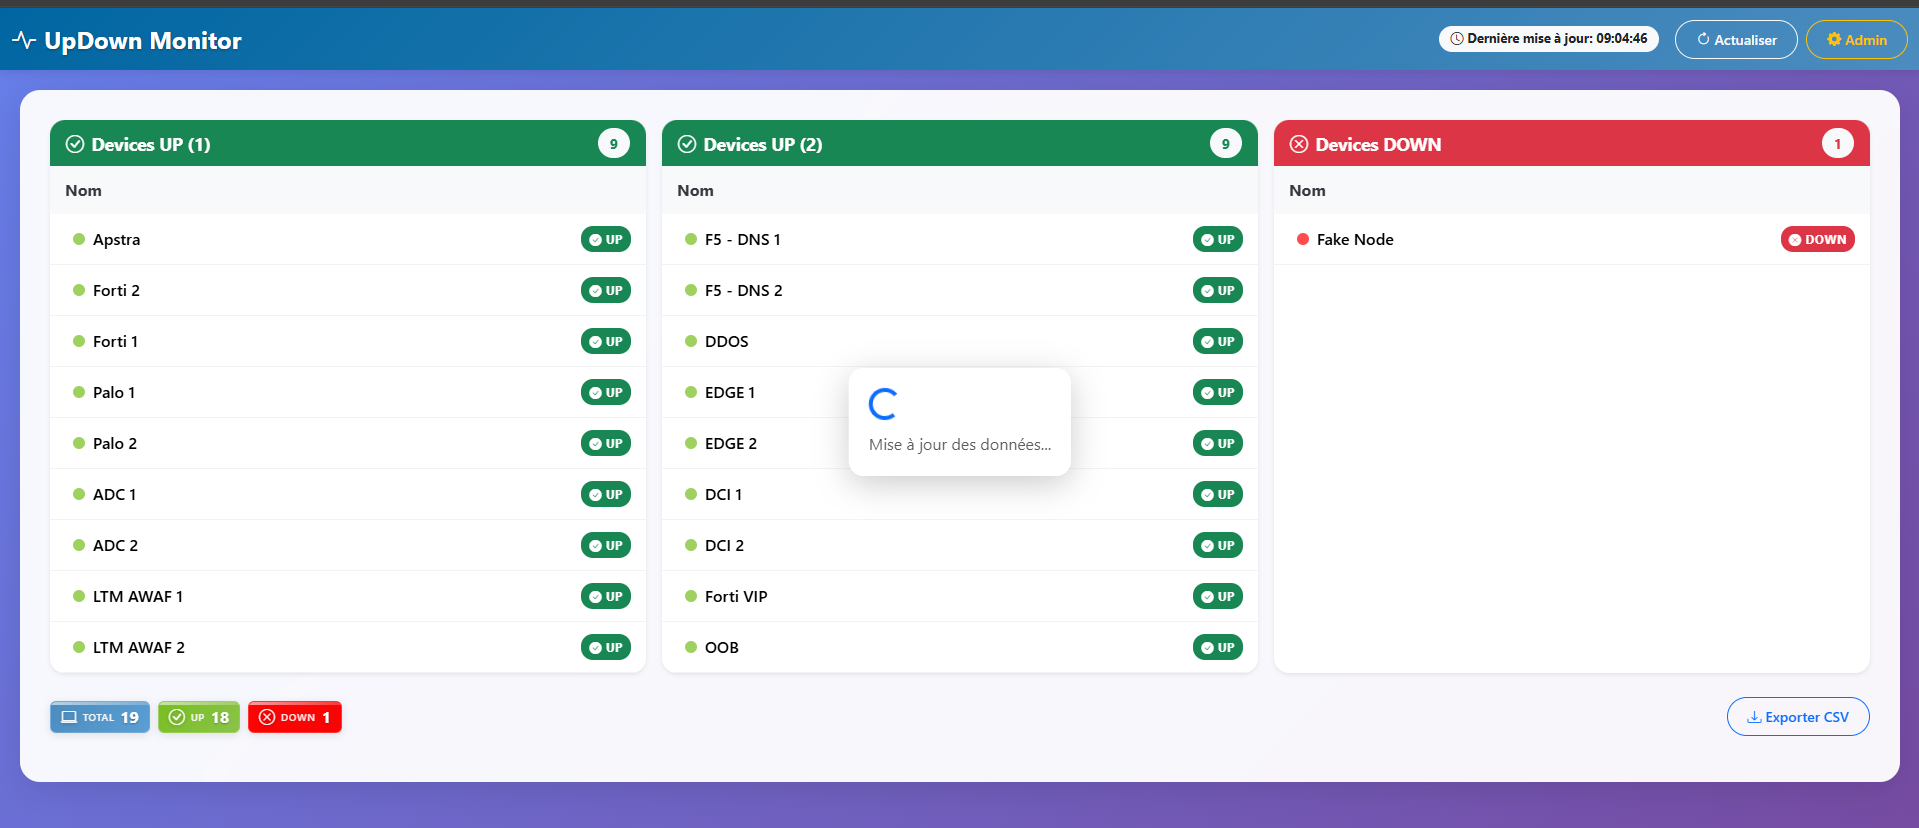 UpDown Monitor
Dernière mise à jour: 09:04:46
Actualiser
Admin
Devices UP (1)
9
Nom
Apstra UP
Forti 2 UP
Forti 1 UP
Palo 1 UP
Palo 2 UP
ADC 1 UP
ADC 2 UP
LTM AWAF 1 UP
LTM AWAF 2 UP
Devices UP (2)
9
Nom
F5 - DNS 1 UP
F5 - DNS 2 UP
DDOS UP
EDGE 1 UP
EDGE 2 UP
DCI 1 UP
DCI 2 UP
Forti VIP UP
OOB UP
Devices DOWN
1
Nom
Fake Node DOWN
Mise à jour des données...
TOTAL 19
UP 18
DOWN 1
Exporter CSV